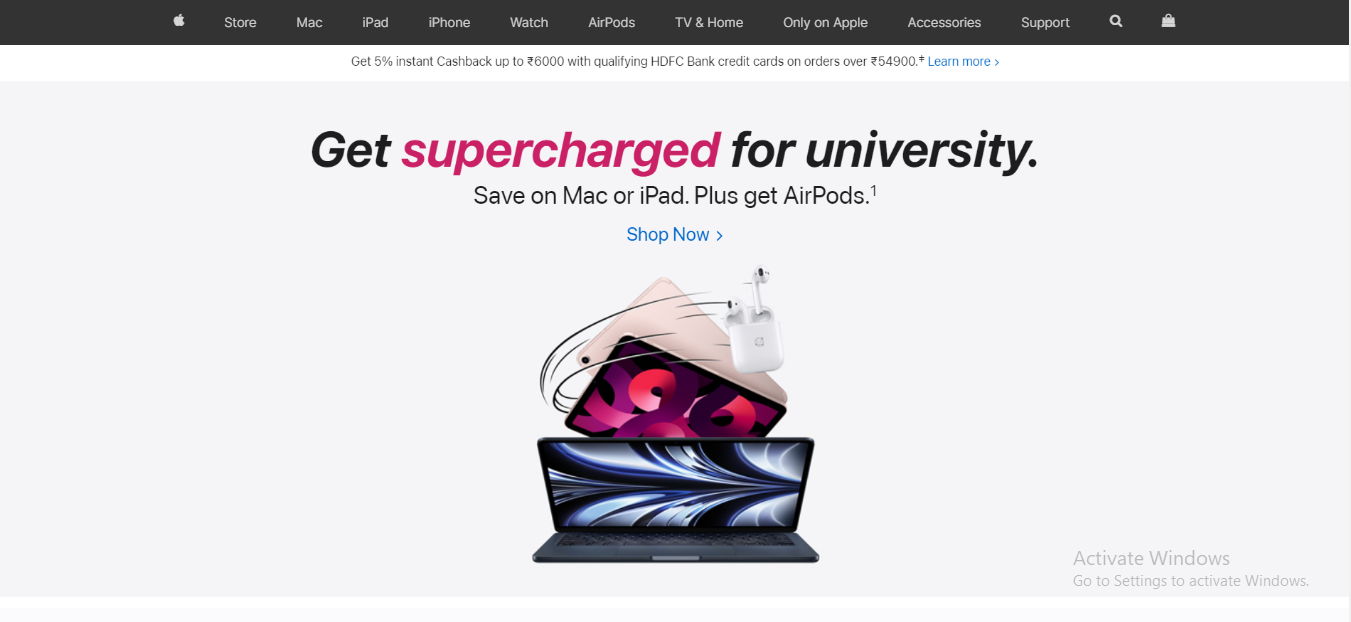 Store Mac iPad iPhone Watch AirPods TV & Home Only on Apple Accessories Support
Get 5% instant Cashback up to ₹6000 with qualifying HDFC Bank credit cards on orders over ₹54900.‡ Learn more >
Get supercharged for university.
Save on Mac or iPad. Plus get AirPods.¹
Shop Now >
Activate Windows
Go to Settings to activate Windows.